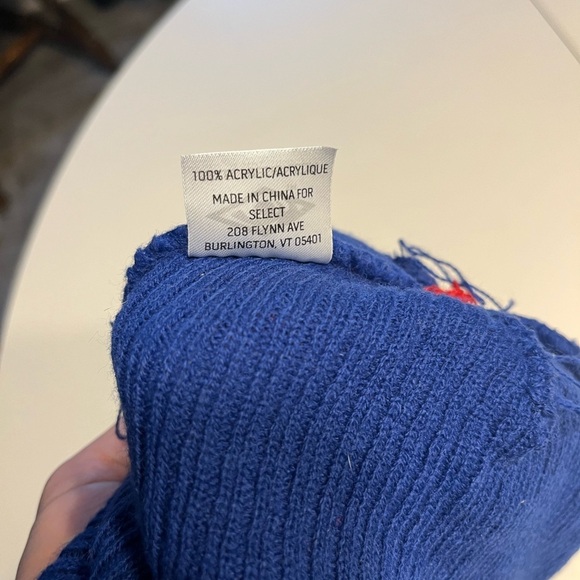 100% ACRYLIC/ACRYLIQUE
MADE IN CHINA FOR
SELECT
208 FLYNN AVE
BURLINGTON, VT 05401